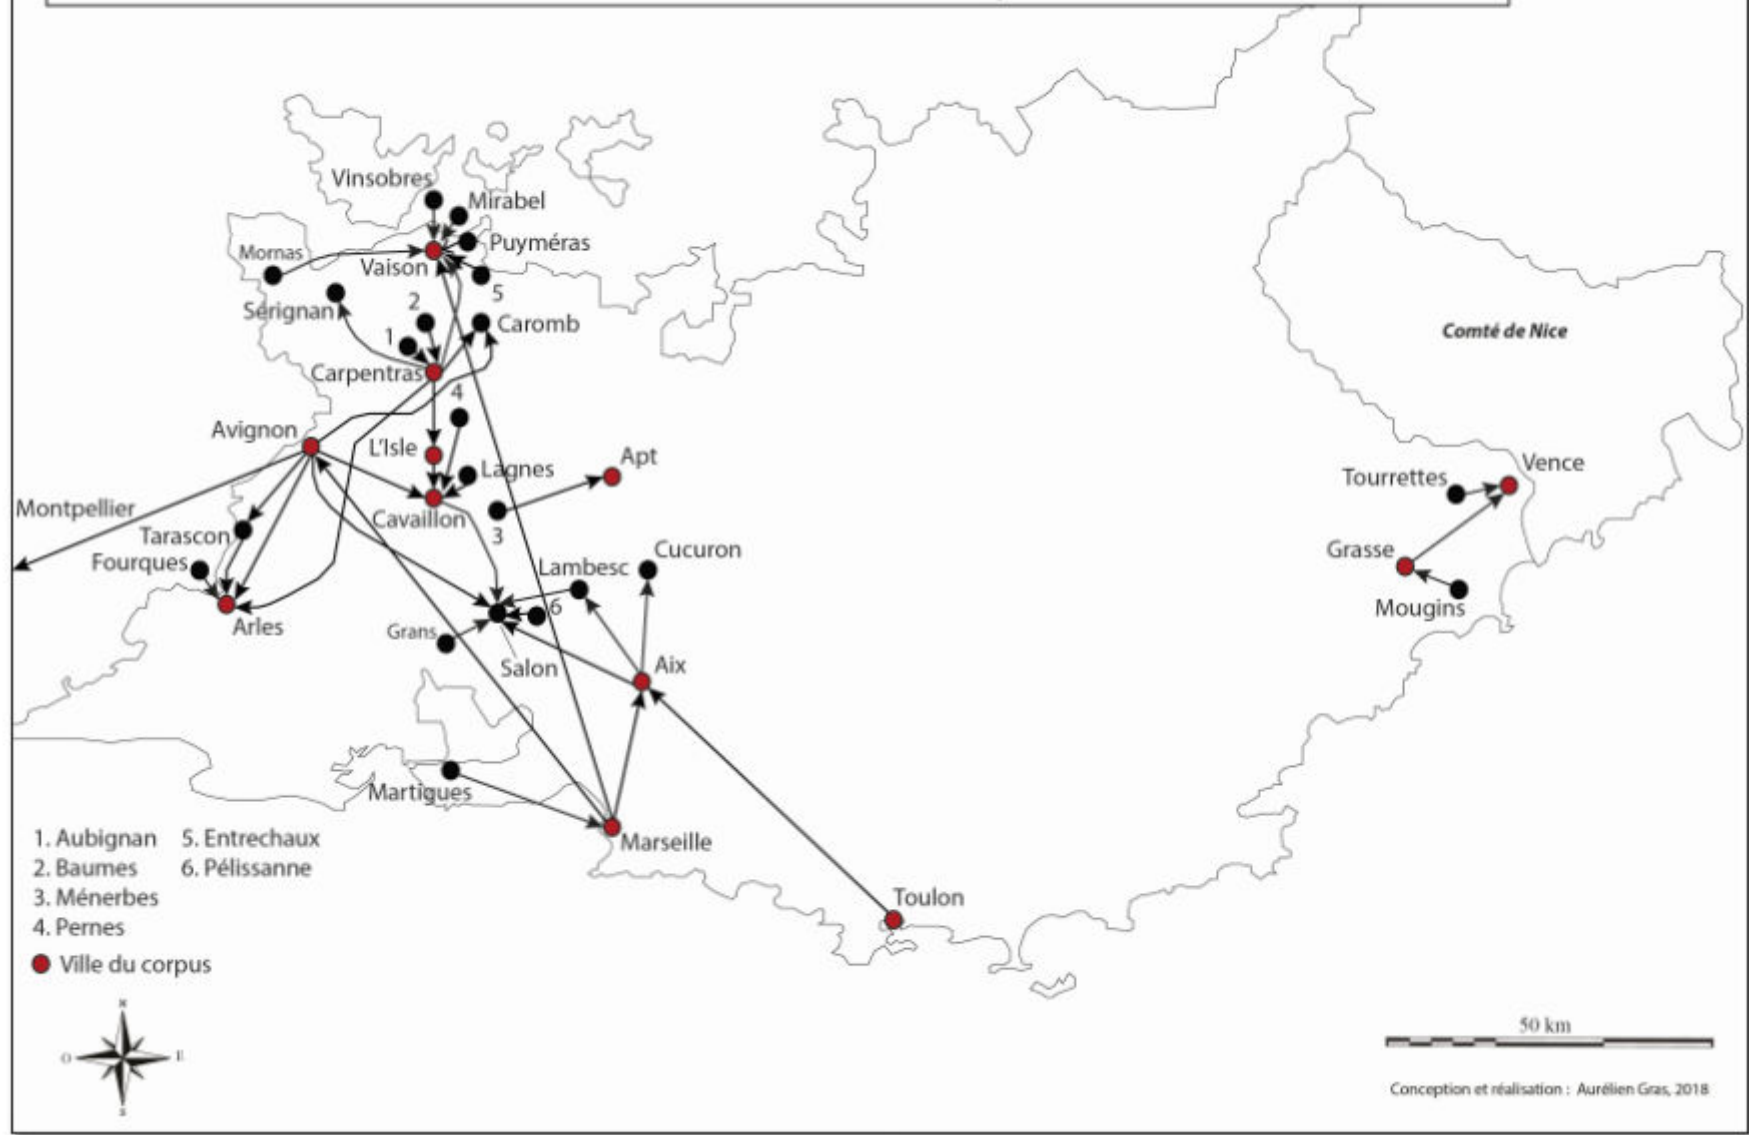 Vinsobres
Mirabel
Mornas
Puyméras
Vaison
Sérignan
5
2
1
Caromb
Carpentras
4
Comté de Nice
Avignon
L'Isle
Apt
Lagnes
Vence
Tourrettes
Montpellier
Cavaillon
3
Tarascon
Fourques
Cucuron
Lambesc
Grasse
6
Mougins
Arles
Grans
Salon
Aix
Martigues
Marseille
Toulon
1. Aubignan
2. Baumes
3. Ménerbes
4. Pernes
5. Entrechaux
6. Pélissanne
Ville du corpus
N
O
E
S
50 km
Conception et réalisation : Aurélien Gras, 2018